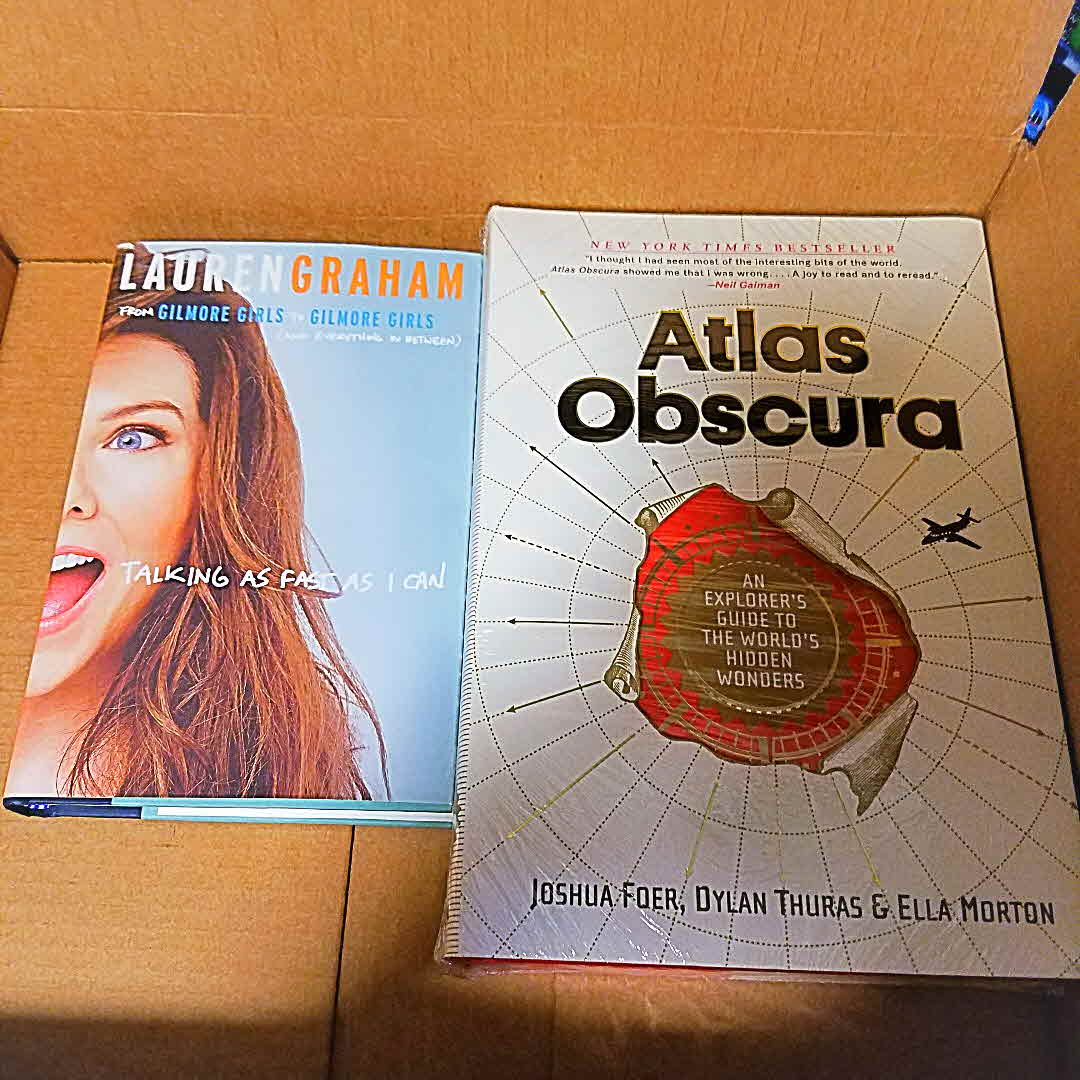 LAUREN GRAHAM
FROM GILMORE GIRLS TO GILMORE GIRLS
(AND EVERYTHING IN BETWEEN)
TALKING AS FAST AS I CAN
NEW YORK TIMES BESTSELLER
"I thought I had seen most of the interesting bits of the world.
Atlas Obscura showed me that I was wrong. . . . A joy to read and to reread."
—Neil Gaiman
Atlas
Obscura
AN
EXPLORER'S
GUIDE TO
THE WORLD'S
HIDDEN
WONDERS
JOSHUA FOER, DYLAN THURAS & ELLA MORTON